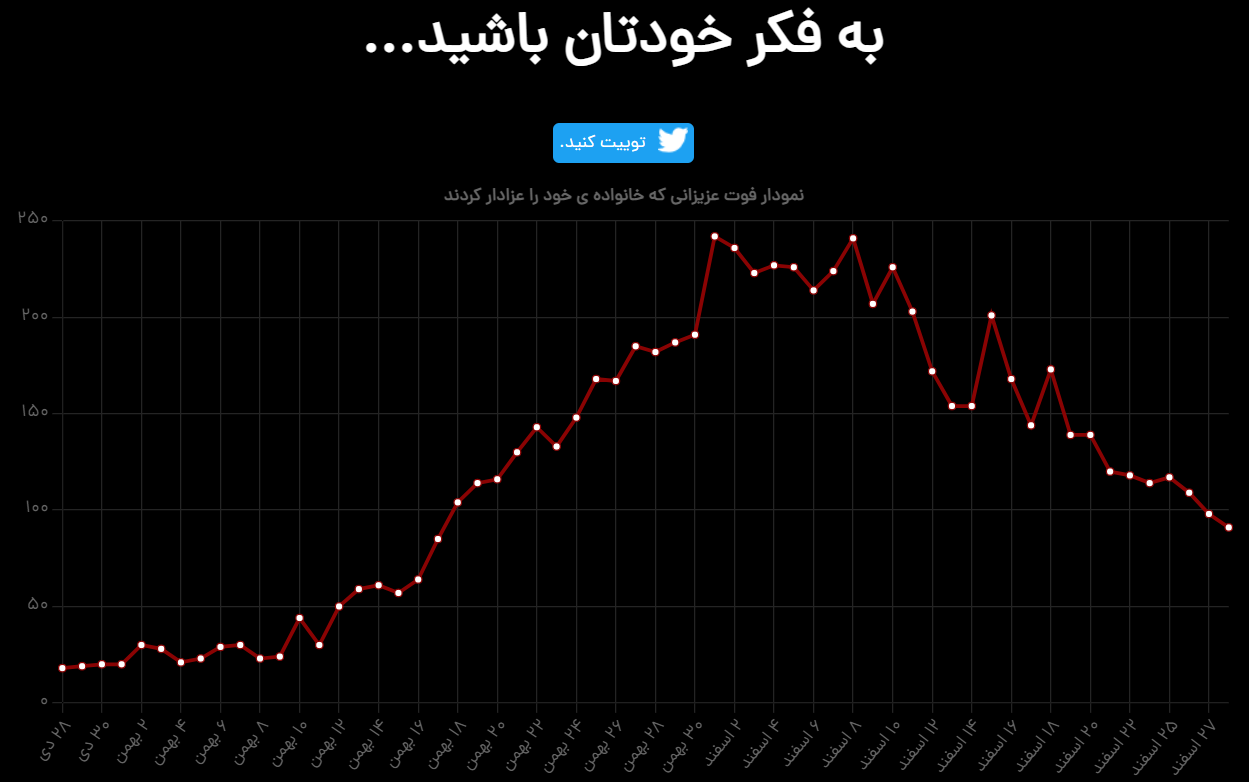 به فکر خودتان باشید...
توییت کنید.
نمودار فوت عزیزانی که خانواده ی خود را عزادار کردند
۲۵۰
۲۰۰
۱۵۰
۱۰۰
۵۰
۰
۲۸ دی
۳۰ دی
۲ بهمن
۴ بهمن
۶ بهمن
۸ بهمن
۱۰ بهمن
۱۲ بهمن
۱۴ بهمن
۱۶ بهمن
۱۸ بهمن
۲۰ بهمن
۲۲ بهمن
۲۴ بهمن
۲۶ بهمن
۲۸ بهمن
۳۰ بهمن
۲ اسفند
۴ اسفند
۶ اسفند
۸ اسفند
۱۰ اسفند
۱۲ اسفند
۱۴ اسفند
۱۶ اسفند
۱۸ اسفند
۲۰ اسفند
۲۲ اسفند
۲۵ اسفند
۲۷ اسفند